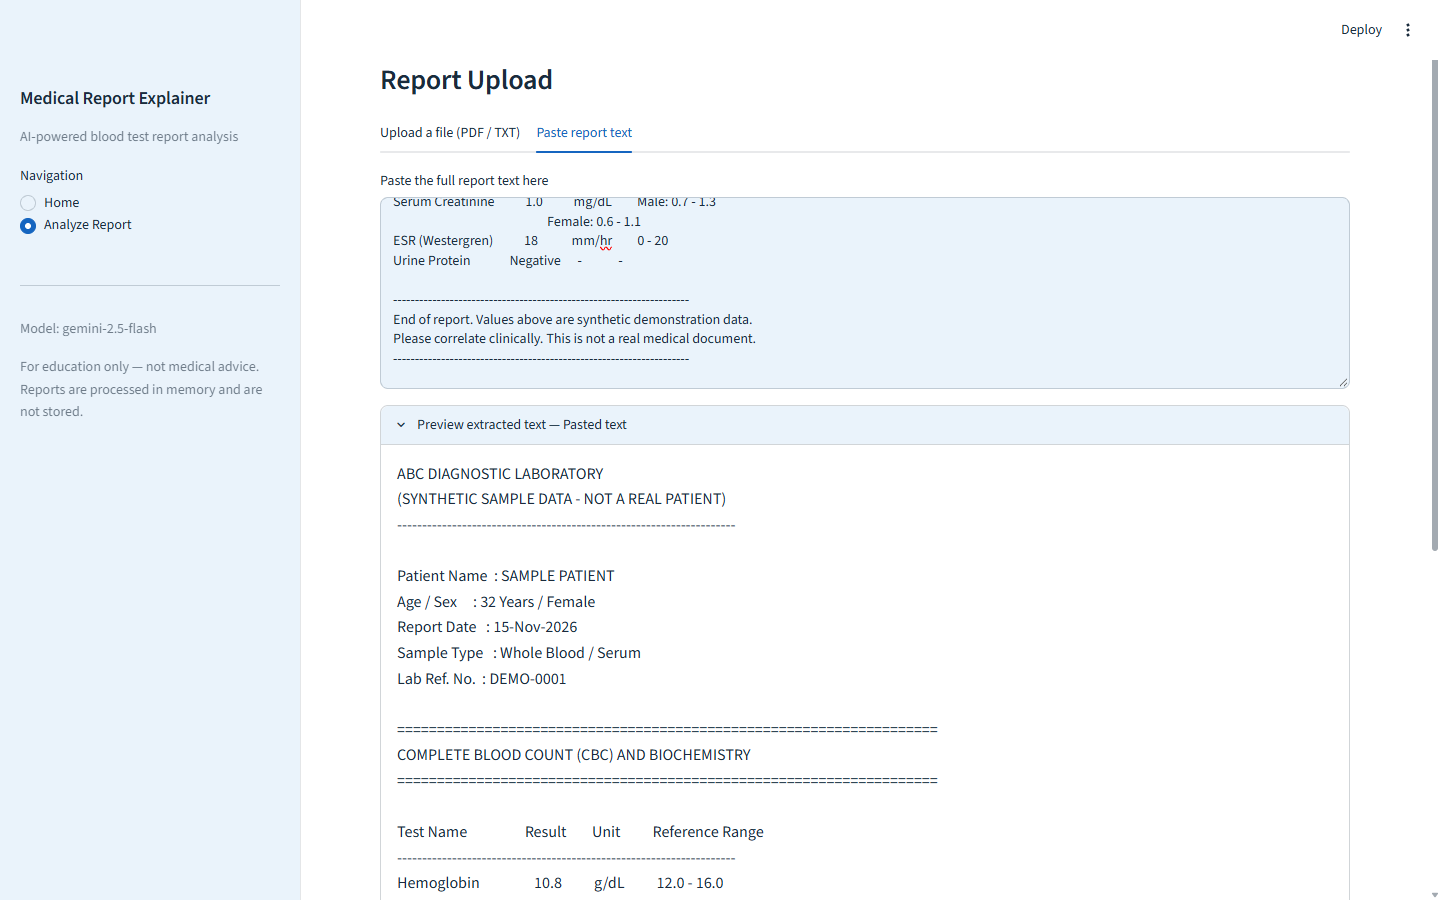 Deploy
Medical Report Explainer
AI-powered blood test report analysis
Navigation
Home
Analyze Report
Model: gemini-2.5-flash
For education only — not medical advice.
Reports are processed in memory and are
not stored.
Report Upload
Upload a file (PDF / TXT) Paste report text
Paste the full report text here
Serum Creatinine 1.0 mg/dL Male: 0.7 - 1.3
Female: 0.6 - 1.1
ESR (Westergren) 18 mm/hr 0 - 20
Urine Protein Negative - -
--------------------------------------------------------------------
End of report. Values above are synthetic demonstration data.
Please correlate clinically. This is not a real medical document.
--------------------------------------------------------------------
Preview extracted text — Pasted text
ABC DIAGNOSTIC LABORATORY
(SYNTHETIC SAMPLE DATA - NOT A REAL PATIENT)
--------------------------------------------------------------------
Patient Name : SAMPLE PATIENT
Age / Sex : 32 Years / Female
Report Date : 15-Nov-2026
Sample Type : Whole Blood / Serum
Lab Ref. No. : DEMO-0001
====================================================================
COMPLETE BLOOD COUNT (CBC) AND BIOCHEMISTRY
====================================================================
Test Name Result Unit Reference Range
--------------------------------------------------------------------
Hemoglobin 10.8 g/dL 12.0 - 16.0